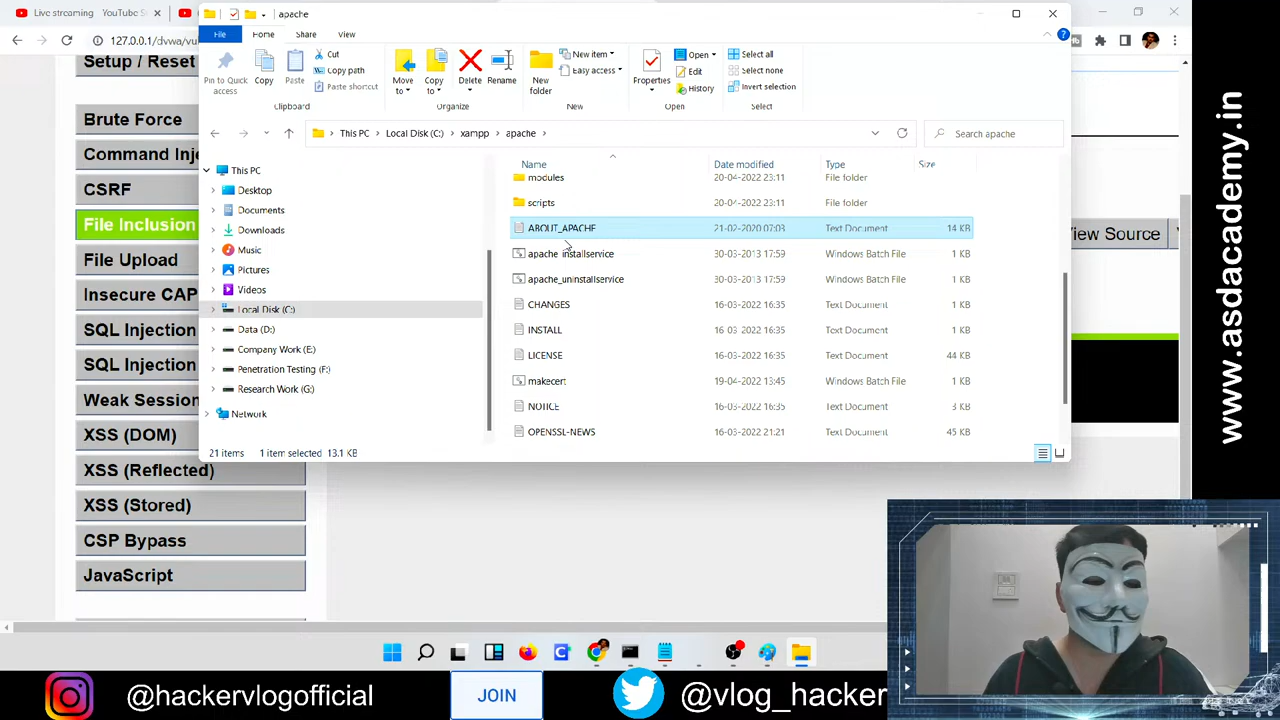 Live streaming - YouTube S
apache
127.0.0.1/dvwa/vu
File
Home
Share
View
Pin to Quick access
Copy
Paste
Cut
Copy path
Paste shortcut
Clipboard
Move to
Copy to
Delete
Rename
Organize
New folder
New item
Easy access
New
Properties
Open
Edit
History
Open
Select all
Select none
Invert selection
Select
This PC
Local Disk (C:)
xampp
apache
Search apache
Name
Date modified
Type
Size
modules 20-04-2022 23:11 File folder
scripts 20-04-2022 23:11 File folder
ABOUT_APACHE 21-02-2020 07:03 Text Document 14 KB
apache_installservice 30-03-2013 17:59 Windows Batch File 1 KB
apache_uninstallservice 30-03-2013 17:59 Windows Batch File 1 KB
CHANGES 16-03-2022 16:35 Text Document 1 KB
INSTALL 16-03-2022 16:35 Text Document 1 KB
LICENSE 16-03-2022 16:35 Text Document 44 KB
makecert 19-04-2022 13:45 Windows Batch File 1 KB
NOTICE 16-03-2022 16:35 Text Document 3 KB
OPENSSL-NEWS 16-03-2022 21:21 Text Document 45 KB
This PC
Desktop
Documents
Downloads
Music
Pictures
Videos
Local Disk (C:)
Data (D:)
Company Work (E:)
Penetration Testing (F:)
Research Work (G:)
Network
21 items 1 item selected 13.1 KB
Setup / Reset
Brute Force
Command Inj
CSRF
File Inclusion
File Upload
Insecure CAP
SQL Injection
SQL Injection
Weak Session
XSS (DOM)
XSS (Reflected)
XSS (Stored)
CSP Bypass
JavaScript
View Source
www.asdacademy.in
@hackervlogofficial
JOIN
@vlog_hacker